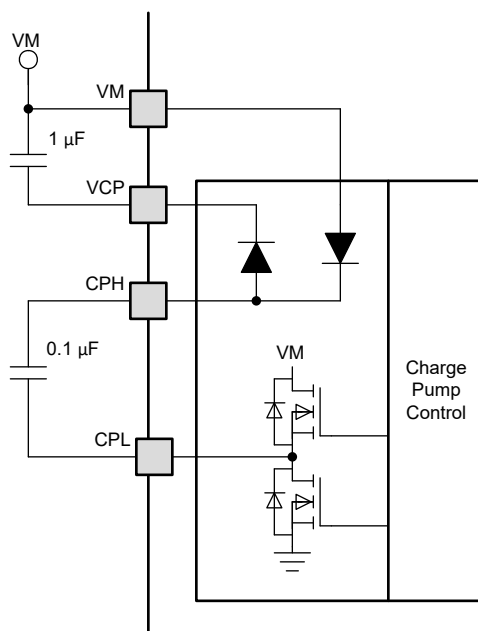 VM
VM
1 µF
VCP
CPH
0.1 µF
VM
CPL
Charge
Pump
Control